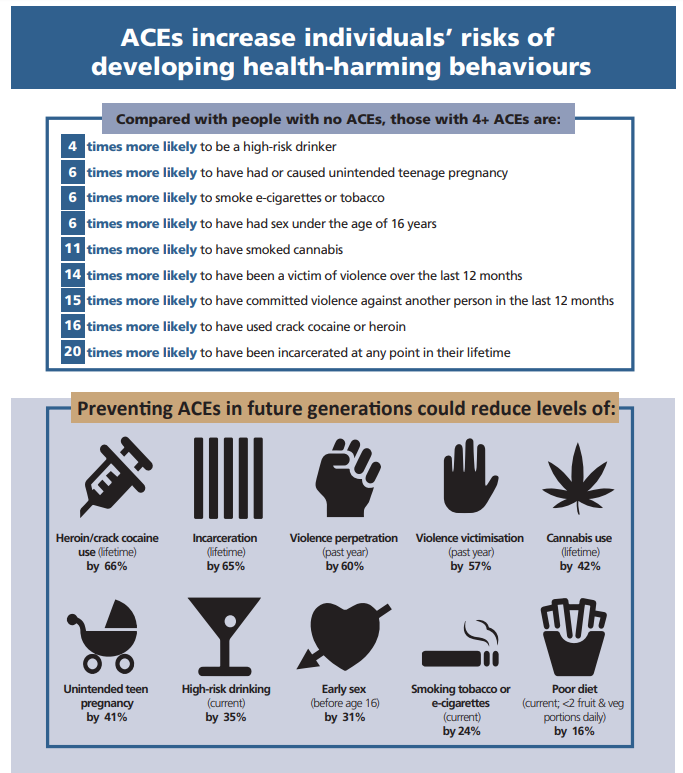 ACEs increase individuals’ risks of
developing health-harming behaviours
Compared with people with no ACEs, those with 4+ ACEs are:
4 times more likely to be a high-risk drinker
6 times more likely to have had or caused unintended teenage pregnancy
6 times more likely to smoke e-cigarettes or tobacco
6 times more likely to have had sex under the age of 16 years
11 times more likely to have smoked cannabis
14 times more likely to have been a victim of violence over the last 12 months
15 times more likely to have committed violence against another person in the last 12 months
16 times more likely to have used crack cocaine or heroin
20 times more likely to have been incarcerated at any point in their lifetime
Preventing ACEs in future generations could reduce levels of:
Heroin/crack cocaine
use (lifetime)
by 66%
Incarceration
(lifetime)
by 65%
Violence perpetration
(past year)
by 60%
Violence victimisation
(past year)
by 57%
Cannabis use
(lifetime)
by 42%
Unintended teen
pregnancy
by 41%
High-risk drinking
(current)
by 35%
Early sex
(before age 16)
by 31%
Smoking tobacco or
e-cigarettes
(current)
by 24%
Poor diet
(current; <2 fruit & veg
portions daily)
by 16%